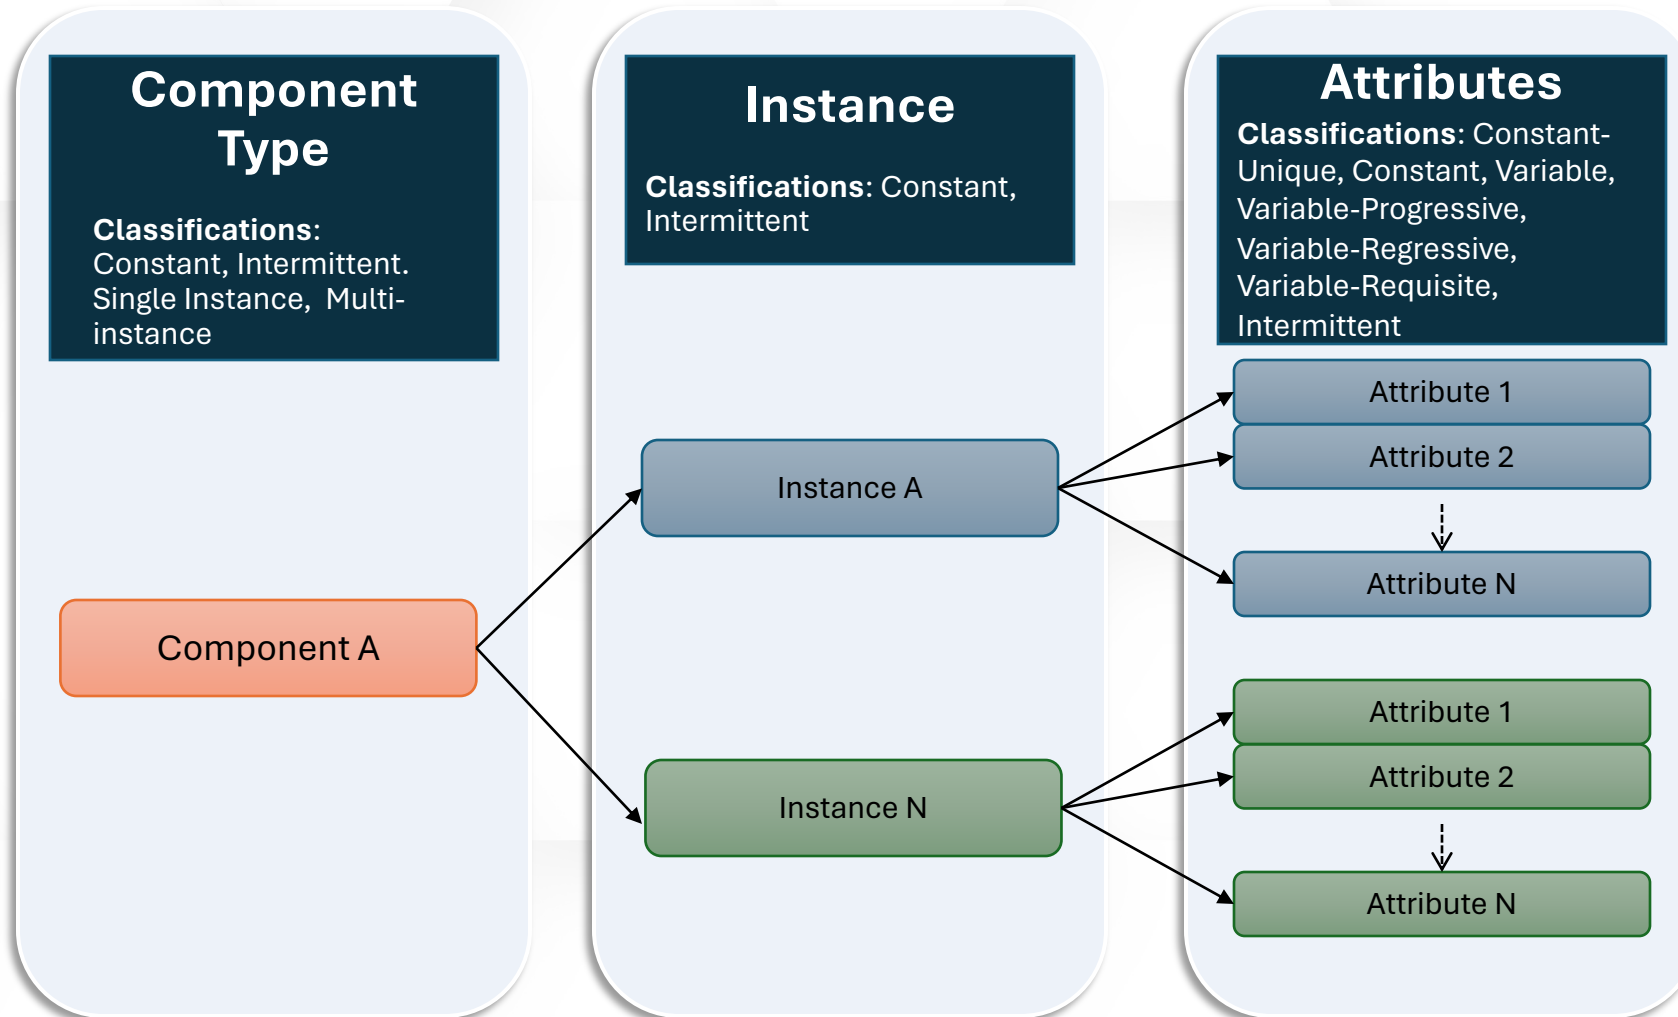 Component
Type
Classifications:
Constant, Intermittent.
Single Instance,  Multi-
instance
Component A
Instance
Classifications: Constant,
Intermittent
Instance A
Instance N
Attributes
Classifications: Constant-
Unique, Constant, Variable,
Variable-Progressive,
Variable-Regressive,
Variable-Requisite,
Intermittent
Attribute 1
Attribute 2
Attribute N
Attribute 1
Attribute 2
Attribute N